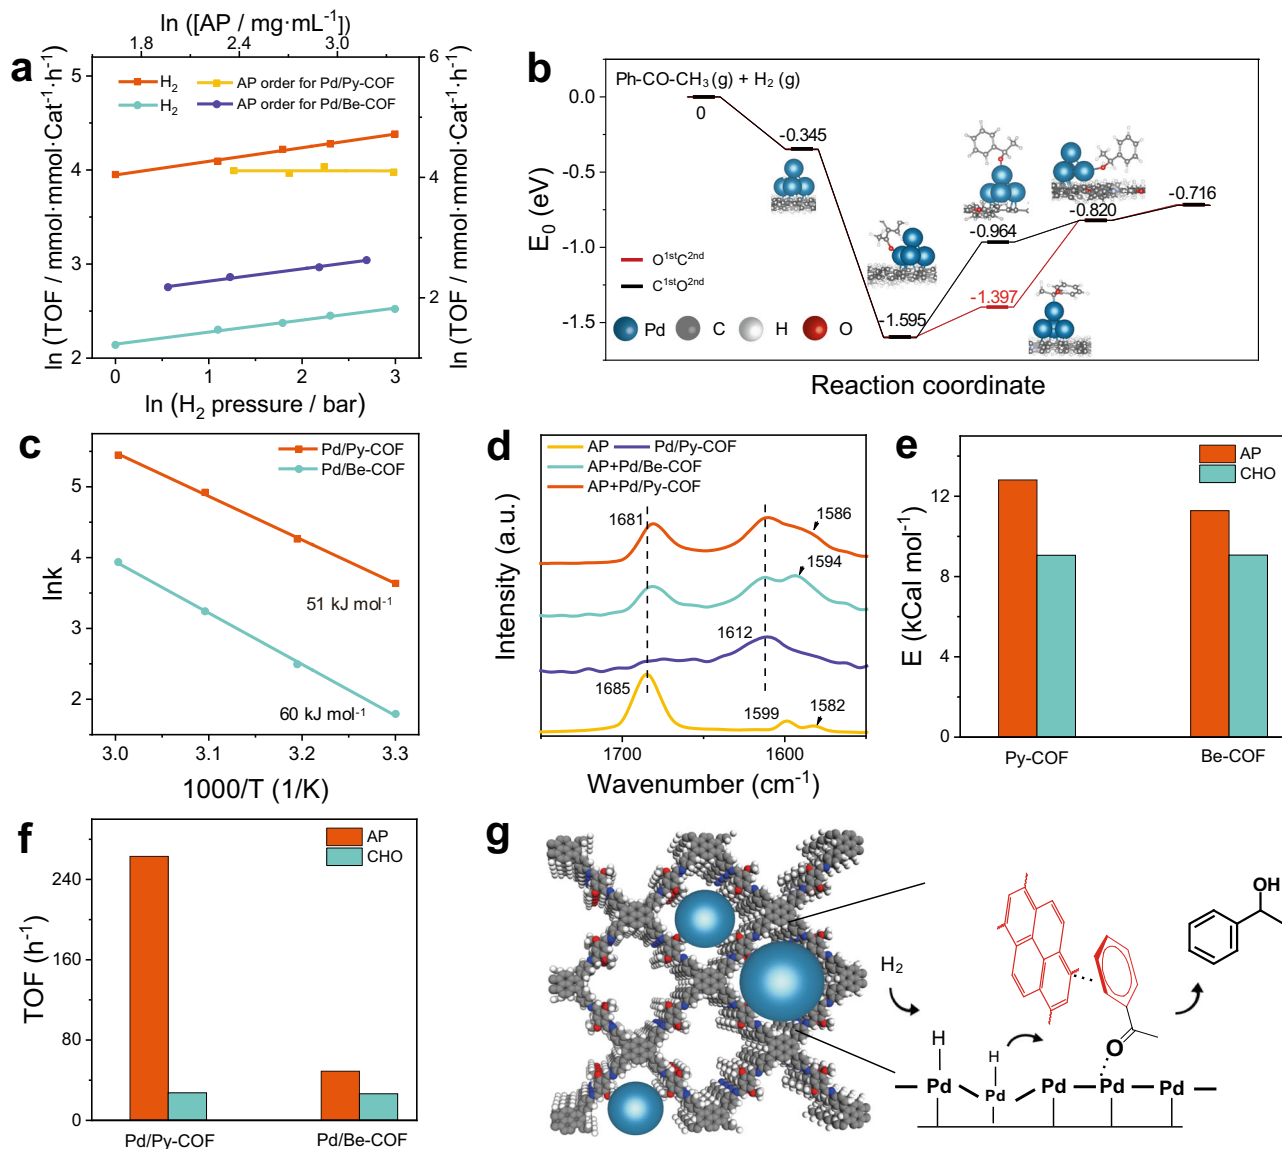 a
ln ([AP / mg·mL⁻¹])
1.8 2.4 3.0
ln (TOF / mmol·mmol·Cat⁻¹·h⁻¹)
5
4
3
2
H₂
H₂
AP order for Pd/Py-COF
AP order for Pd/Be-COF
6
4
2
ln (TOF / mmol·mmol·Cat⁻¹·h⁻¹)
0 1 2 3
ln (H₂ pressure / bar)
b
Ph-CO-CH₃ (g) + H₂ (g)
E₀ (eV)
0.0
-0.5
-1.0
-1.5
0
-0.345
-1.595
-0.964
-1.397
-0.820
-0.716
O¹ˢᵗC²ⁿᵈ
C¹ˢᵗO²ⁿᵈ
Pd C H O
Reaction coordinate
c
Pd/Py-COF
Pd/Be-COF
lnk
5
4
3
2
51 kJ mol⁻¹
60 kJ mol⁻¹
3.0 3.1 3.2 3.3
1000/T (1/K)
d
AP Pd/Py-COF
AP+Pd/Be-COF
AP+Pd/Py-COF
Intensity (a.u.)
1681
1586
1594
1612
1685
1599
1582
1700 1600
Wavenumber (cm⁻¹)
e
AP
CHO
E (kCal mol⁻¹)
12
8
4
0
Py-COF Be-COF
f
AP
CHO
TOF (h⁻¹)
240
160
80
0
Pd/Py-COF Pd/Be-COF
g
H₂
OH
O
H
H
Pd Pd Pd Pd Pd